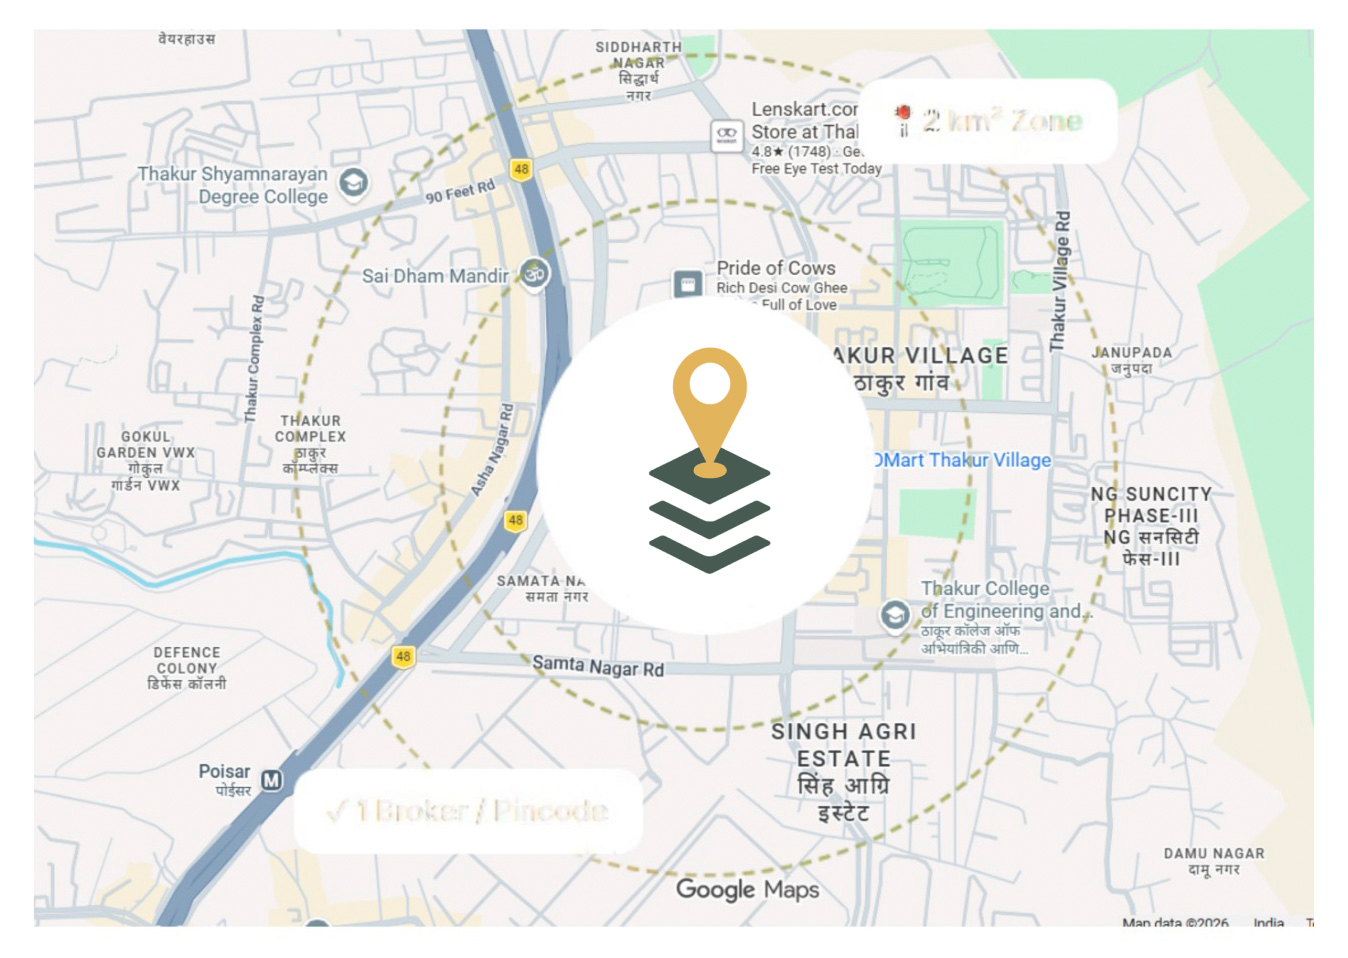 वेयरहाउस
SIDDHARTH
NAGAR
सिद्धार्थ
नगर
Lenskart.com
Store at Thal
4.8★ (1748) · Ge
Free Eye Test Today
2 km² Zone
48
Thakur Shyamnarayan
Degree College
90 Feet Rd
Thakur Village Rd
Sai Dham Mandir
Pride of Cows
Rich Desi Cow Ghee
Full of Love
Thakur Complex Rd
AKUR VILLAGE
ठाकुर गांव
JANUPADA
जनुपदा
THAKUR
COMPLEX
ठाकुर
कॉम्प्लेक्स
GOKUL
GARDEN VWX
गोकुल
गार्डन VWX
Asha Nagar Rd
DMart Thakur Village
NG SUNCITY
PHASE-III
NG सनसिटी
फेस-III
48
SAMATA NA
समता नगर
Thakur College
of Engineering and...
ठाकूर कॉलेज ऑफ
अभियांत्रिकी आणि...
48
Samta Nagar Rd
DEFENCE
COLONY
डिफेंस कॉलनी
SINGH AGRI
ESTATE
सिंह आग्रि
इस्टेट
Poisar
पोईसर
M
✓ 1 Broker / Pincode
DAMU NAGAR
दामू नगर
Google Maps
Map data ©2026 India